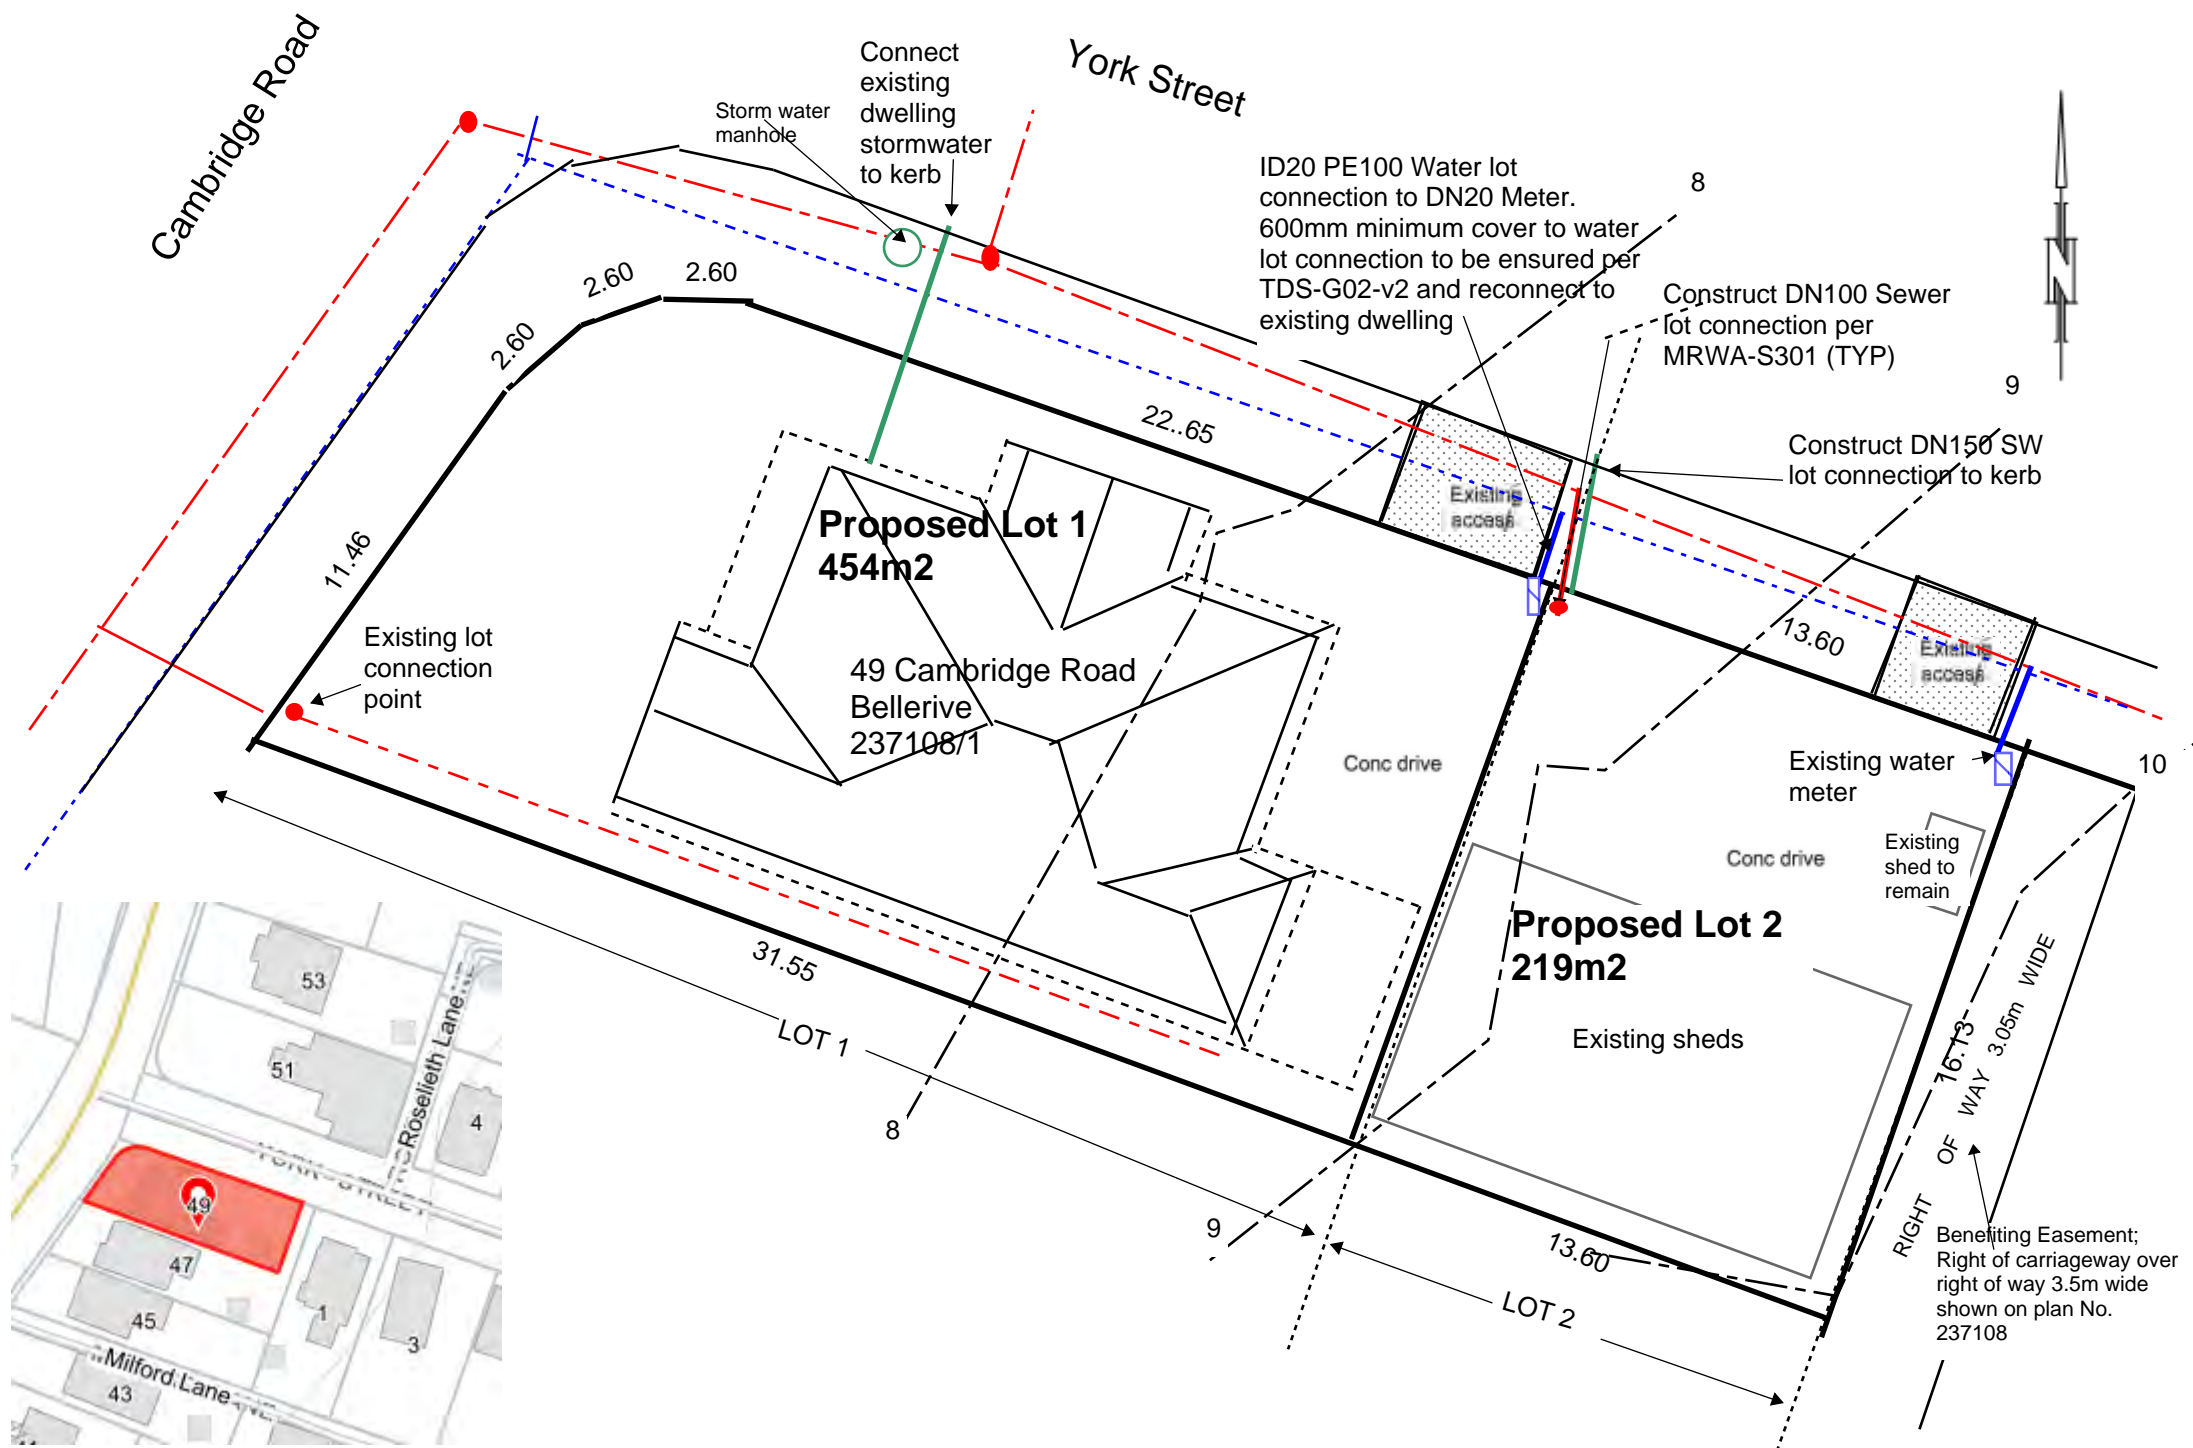 Cambridge Road
York Street
Connect
existing
dwelling
stormwater
to kerb
Storm water
manhole
ID20 PE100 Water lot
connection to DN20 Meter.
600mm minimum cover to water
lot connection to be ensured per
TDS-G02-v2 and reconnect to
existing dwelling
8
N
Construct DN100 Sewer
lot connection per
MRWA-S301 (TYP)
9
Construct DN150 SW
lot connection to kerb
2.60
2.60
2.60
22..65
11.46
Existing
access
Existing
access
13.60
Proposed Lot 1
454m2
49 Cambridge Road
Bellerive
237108/1
Existing lot
connection
point
Conc drive
Existing water
meter
10
Conc drive
Existing
shed to
remain
Proposed Lot 2
219m2
Existing sheds
31.55
LOT 1
8
9
13.60
LOT 2
16.13
RIGHT OF WAY 3.05m WIDE
Benefiting Easement;
Right of carriageway over
right of way 3.5m wide
shown on plan No.
237108
53
51
Roselieth Lane
4
YORK STREET
49
47
45
1
3
Milford Lane
43